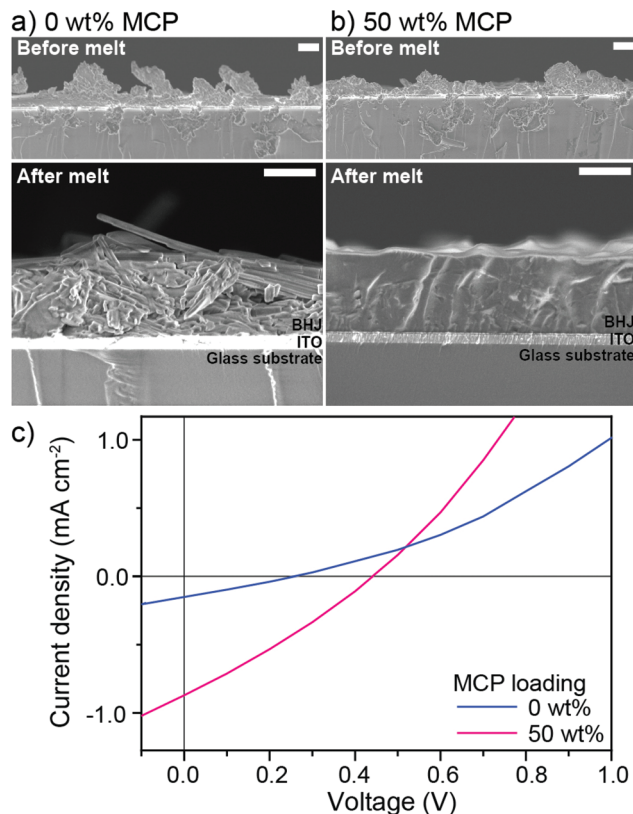 a) 0 wt% MCP
Before melt
After melt
BHJ
ITO
Glass substrate
b) 50 wt% MCP
Before melt
After melt
BHJ
ITO
Glass substrate
c)
Current density (mA cm⁻²)
1.0
0.0
-1.0
MCP loading
0 wt%
50 wt%
0.0 0.2 0.4 0.6 0.8 1.0
Voltage (V)